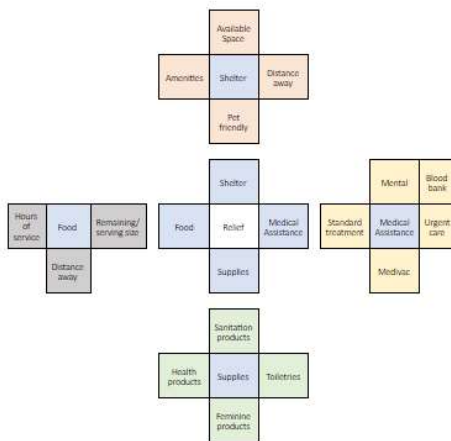 Available
Space
Amenities
Shelter
Distance
away
Pet
friendly
Shelter
Mental
Blood
bank
Hours
of
service
Food
Remaining/
serving size
Food
Relief
Medical
Assistance
Standard
treatment
Medical
Assistance
Urgent
care
Distance
away
Supplies
Medivac
Sanitation
products
Health
products
Supplies
Toiletries
Feminine
products